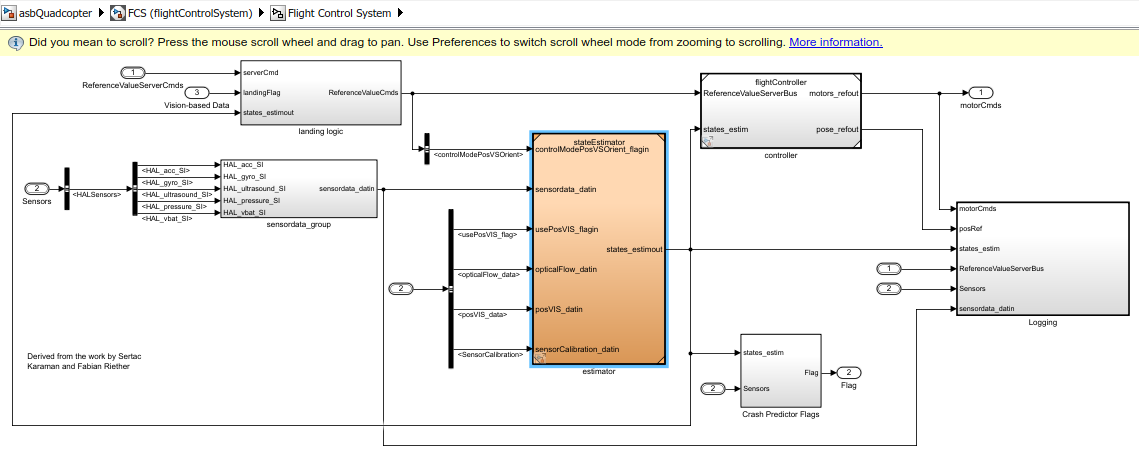 asbQuadcopter FCS (flightControlSystem) Flight Control System
Did you mean to scroll? Press the mouse scroll wheel and drag to pan. Use Preferences to switch scroll wheel mode from zooming to scrolling. More information.
1
ReferenceValueServerCmds
3
Vision-based Data
serverCmd
landingFlag
states_estimout
ReferenceValueCmds
landing logic
flightController
ReferenceValueServerBus
motors_refout
states_estim
pose_refout
controller
1
motorCmds
<controlModePosVSOrient>
2
Sensors
<HALSensors>
<HAL_acc_SI>
<HAL_gyro_SI>
<HAL_ultrasound_SI>
<HAL_pressure_SI>
<HAL_vbat_SI>
HAL_acc_SI
HAL_gyro_SI
HAL_ultrasound_SI
HAL_pressure_SI
HAL_vbat_SI
sensordata_datin
sensordata_group
stateEstimator
controlModePosVSOrient_flagin
sensordata_datin
usePosVIS_flagin
opticalFlow_datin
posVIS_datin
sensorCalibration_datin
states_estimout
estimator
2
<usePosVIS_flag>
<opticalFlow_data>
<posVIS_data>
<SensorCalibration>
motorCmds
posRef
states_estim
ReferenceValueServerBus
Sensors
sensordata_datin
Logging
1
2
states_estim
Sensors
Flag
Crash Predictor Flags
2
2
Flag
Derived from the work by Sertac
Karaman and Fabian Riether